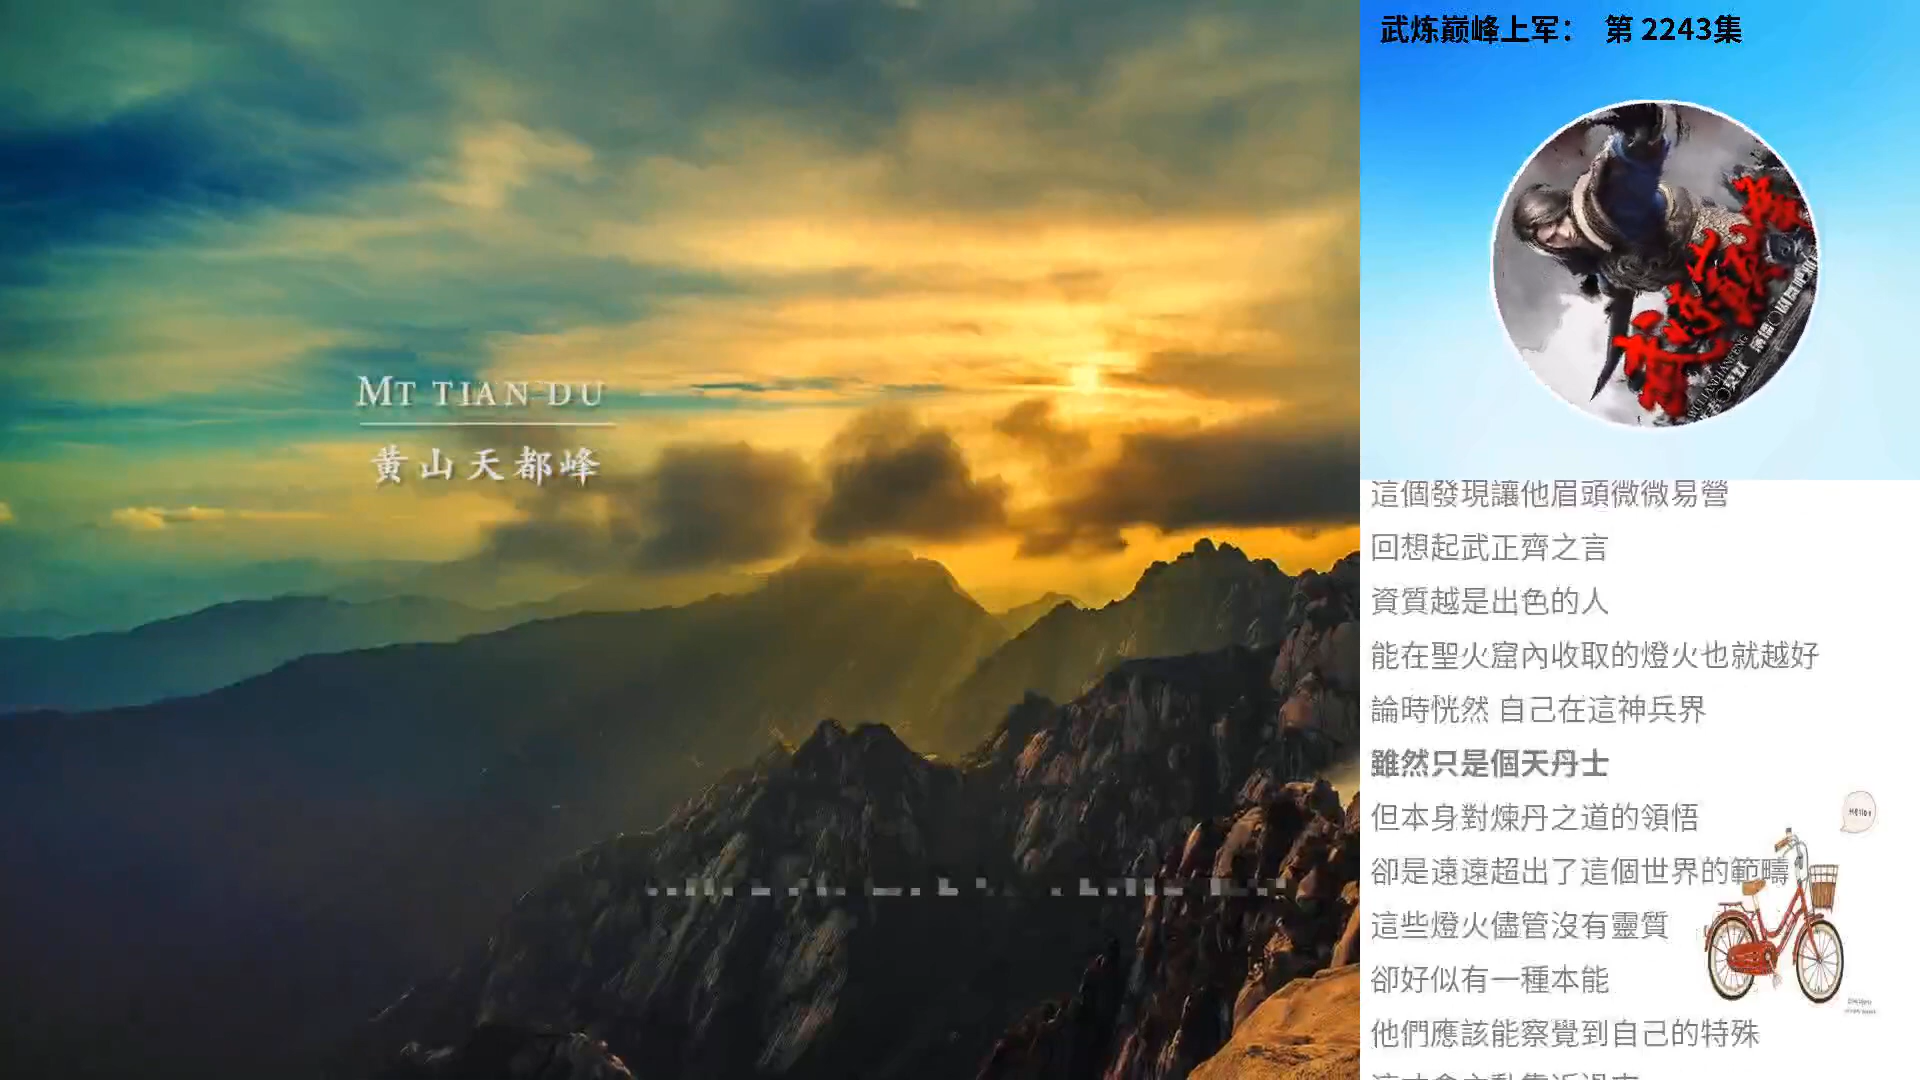 MT TIAN DU
黄山天都峰
武炼巅峰上军： 第 2243集
這個發現讓他眉頭微微易營
回想起武正齊之言
資質越是出色的人
能在聖火窟內收取的燈火也就越好
論時恍然 自己在這神兵界
雖然只是個天丹士
但本身對煉丹之道的領悟
卻是遠遠超出了這個世界的範疇
這些燈火儘管沒有靈質
卻好似有一種本能
他們應該能察覺到自己的特殊
Hello!